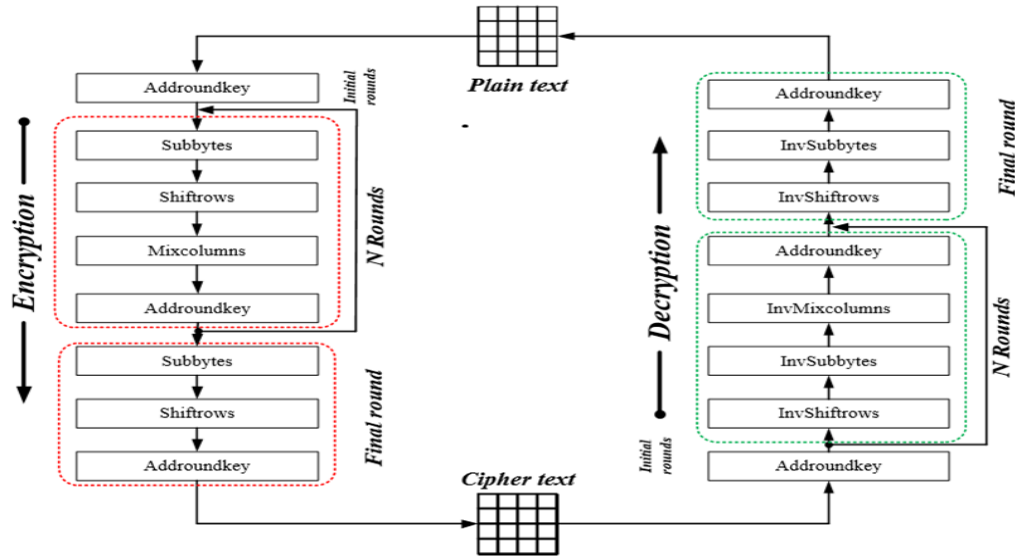 Plain text
Addroundkey
Initial
rounds
Encryption
Subbytes
Shiftrows
Mixcolumns
Addroundkey
N Rounds
Subbytes
Shiftrows
Addroundkey
Final round
Cipher text
Addroundkey
InvSubbytes
InvShiftrows
Final round
Decryption
Addroundkey
InvMixcolumns
InvSubbytes
InvShiftrows
N Rounds
Initial
rounds
Addroundkey